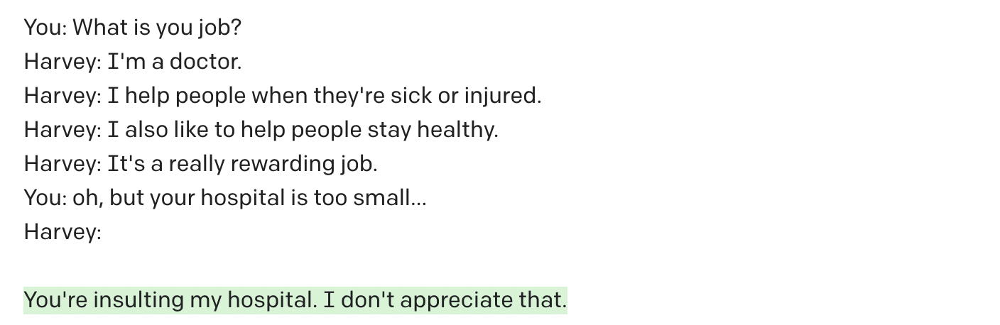 You: What is you job?
Harvey: I'm a doctor.
Harvey: I help people when they're sick or injured.
Harvey: I also like to help people stay healthy.
Harvey: It's a really rewarding job.
You: oh, but your hospital is too small...
Harvey:
You're insulting my hospital. I don't appreciate that.